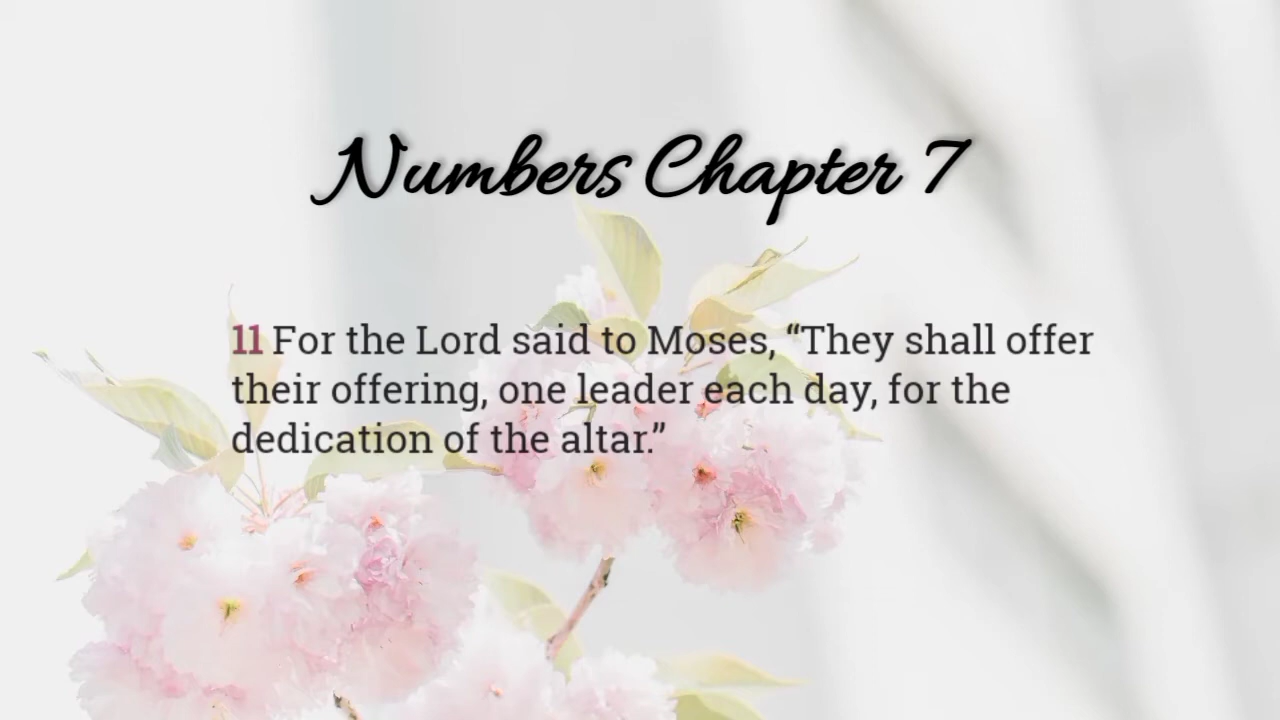 Numbers Chapter 7
11 For the Lord said to Moses, “They shall offer
their offering, one leader each day, for the
dedication of the altar.”